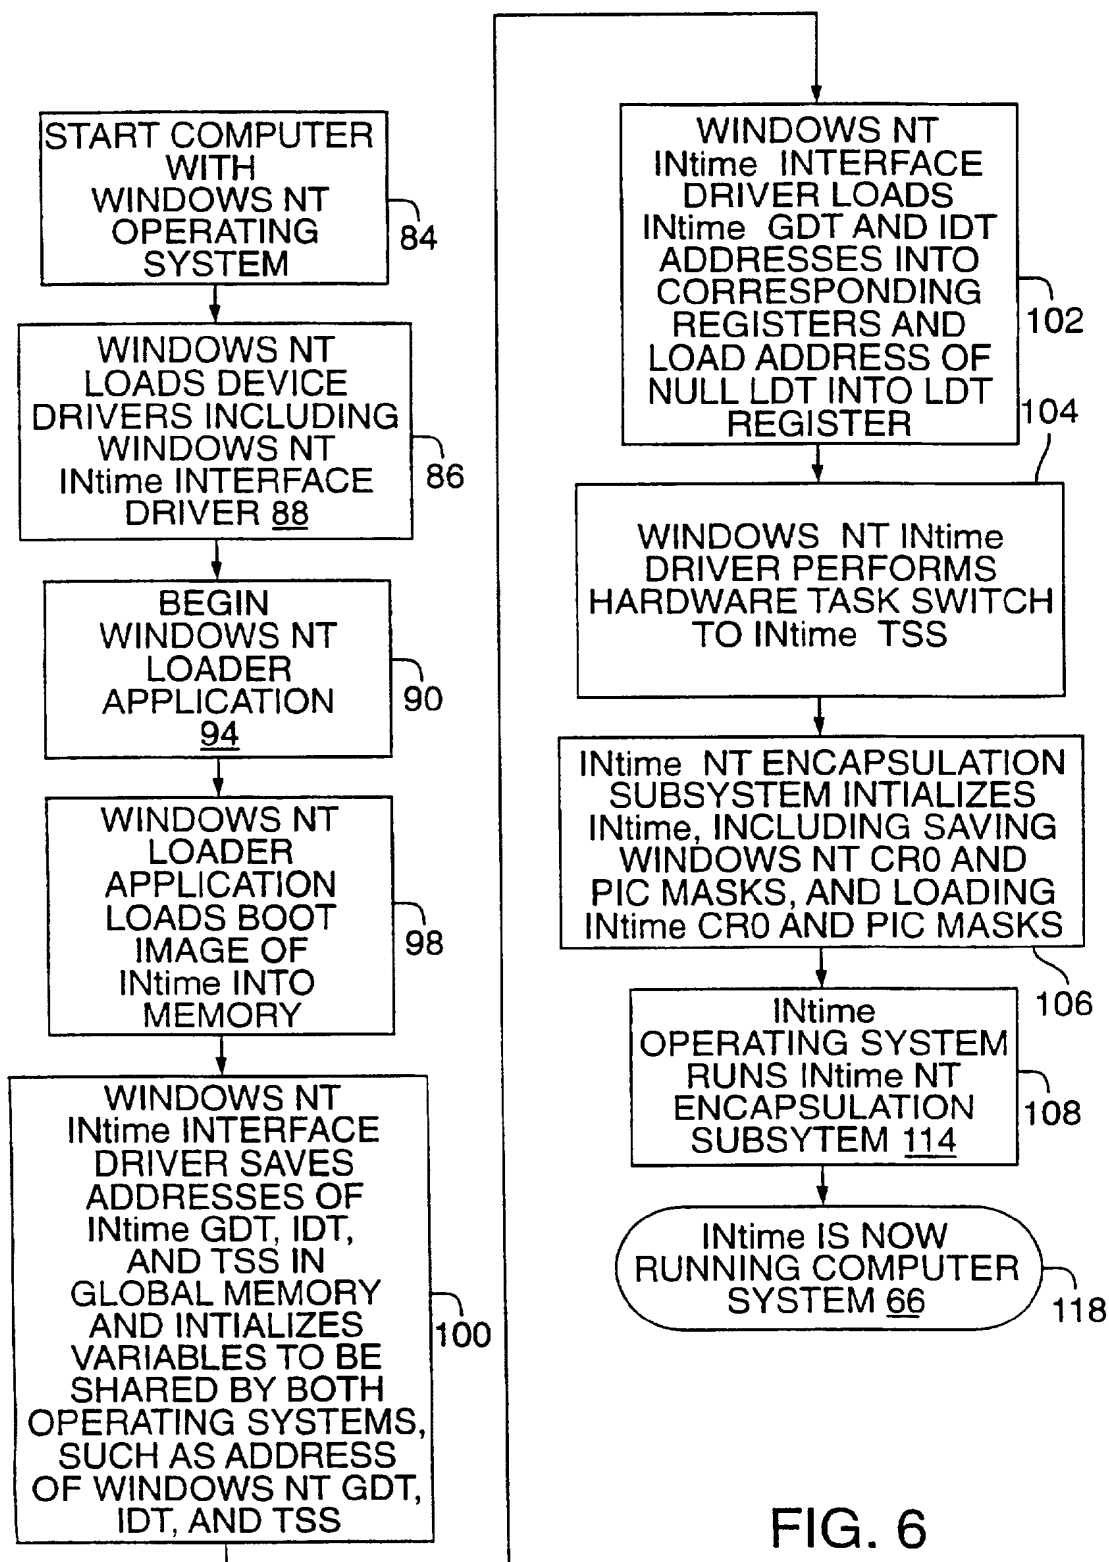 START COMPUTER
WITH
WINDOWS NT
OPERATING
SYSTEM
84
WINDOWS NT
LOADS DEVICE
DRIVERS INCLUDING
WINDOWS NT
INtime INTERFACE
DRIVER 88
86
BEGIN
WINDOWS NT
LOADER
APPLICATION
94
90
WINDOWS NT
LOADER
APPLICATION
LOADS BOOT
IMAGE OF
INtime INTO
MEMORY
98
WINDOWS NT
INtime INTERFACE
DRIVER SAVES
ADDRESSES OF
INtime GDT, IDT,
AND TSS IN
GLOBAL MEMORY
AND INTIALIZES
VARIABLES TO BE
SHARED BY BOTH
OPERATING SYSTEMS,
SUCH AS ADDRESS
OF WINDOWS NT GDT,
IDT, AND TSS
100
WINDOWS NT
INtime INTERFACE
DRIVER LOADS
INtime GDT AND IDT
ADDRESSES INTO
CORRESPONDING
REGISTERS AND
LOAD ADDRESS OF
NULL LDT INTO LDT
REGISTER
102
104
WINDOWS NT INtime
DRIVER PERFORMS
HARDWARE TASK SWITCH
TO INtime TSS
INtime NT ENCAPSULATION
SUBSYSTEM INTIALIZES
INtime, INCLUDING SAVING
WINDOWS NT CR0 AND
PIC MASKS, AND LOADING
INtime CR0 AND PIC MASKS
106
INtime
OPERATING SYSTEM
RUNS INtime NT
ENCAPSULATION
SUBSYTEM 114
108
INtime IS NOW
RUNNING COMPUTER
SYSTEM 66
118
FIG. 6